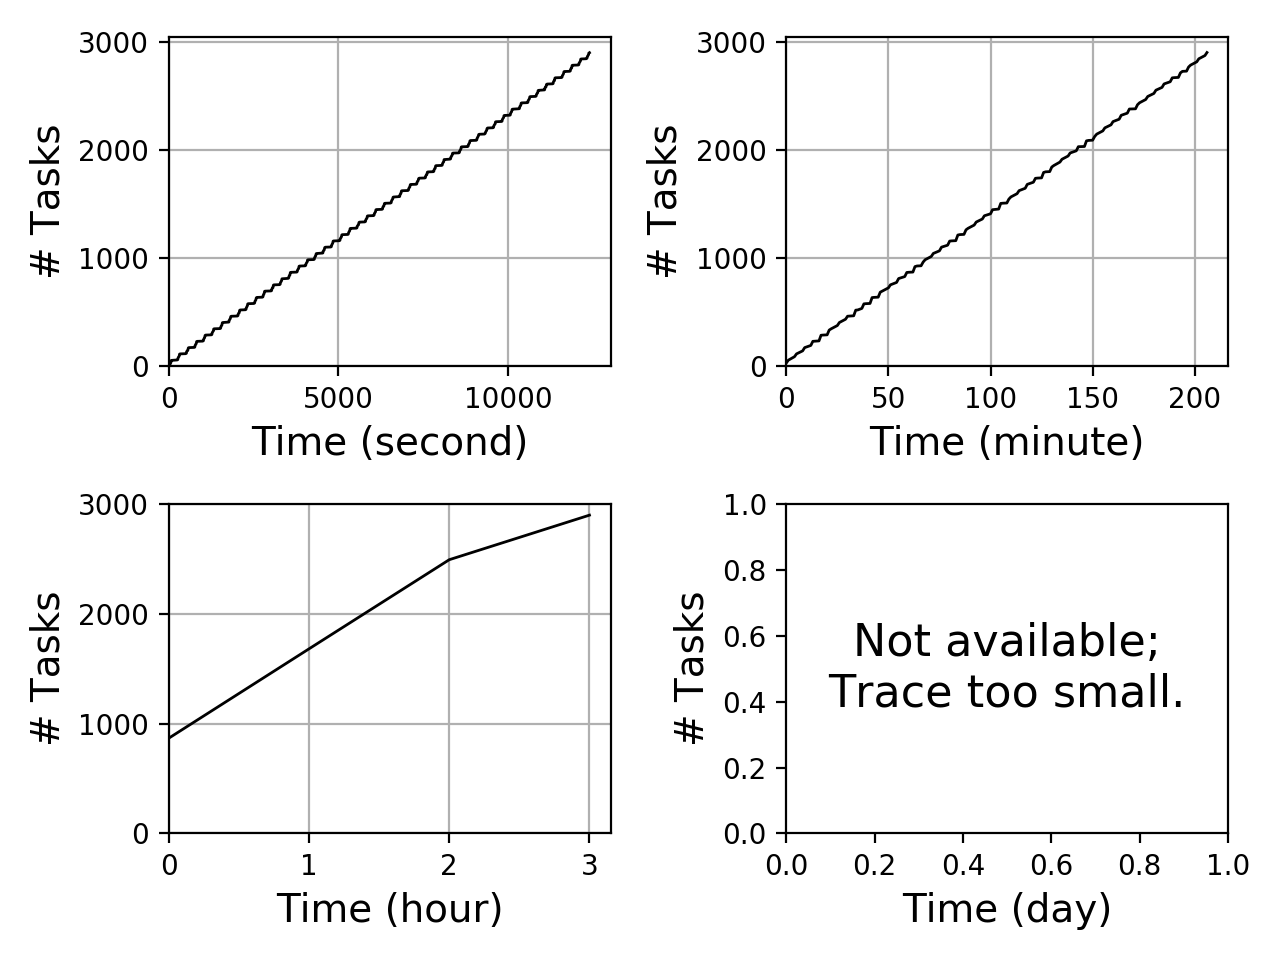 3000
2000
1000
0
# Tasks
0 5000 10000
Time (second)
3000
2000
1000
0
# Tasks
0 50 100 150 200
Time (minute)
3000
2000
1000
0
# Tasks
0 1 2 3
Time (hour)
1.0
0.8
0.6
0.4
0.2
0.0
# Tasks
Not available;
Trace too small.
0.0 0.2 0.4 0.6 0.8 1.0
Time (day)